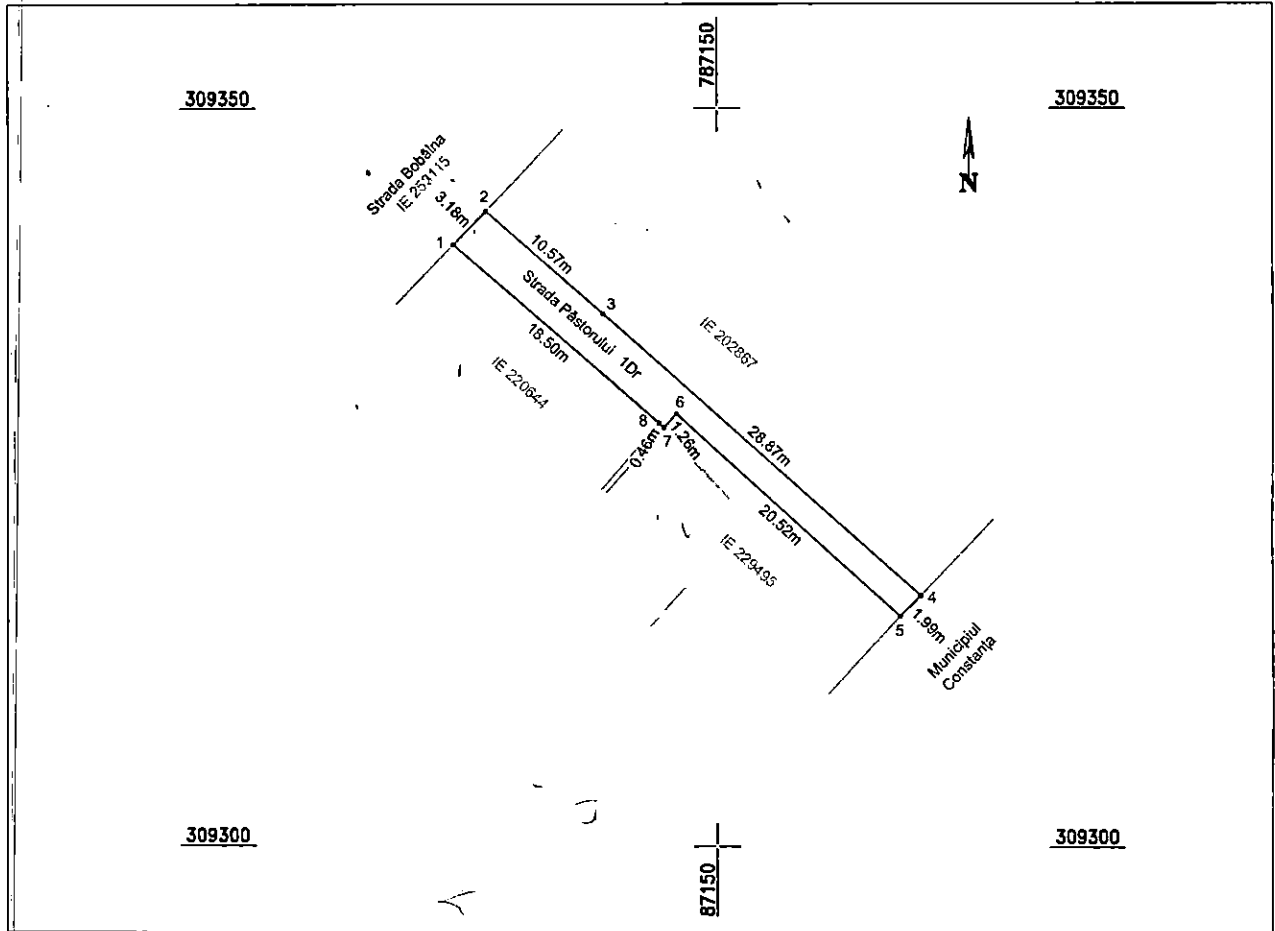 787150
309350
309350
N
Strada Bobâlna
IE 253115
3.18m
2
1
10.57m
3
Strada Păstorului 1Dr
18.50m
IE 202867
IE 220644
6
8
7
0.46m
1.26m
28.87m
20.52m
IE 229495
4
5
1.99m
Municipiul
Constanța
309300
309300
87150